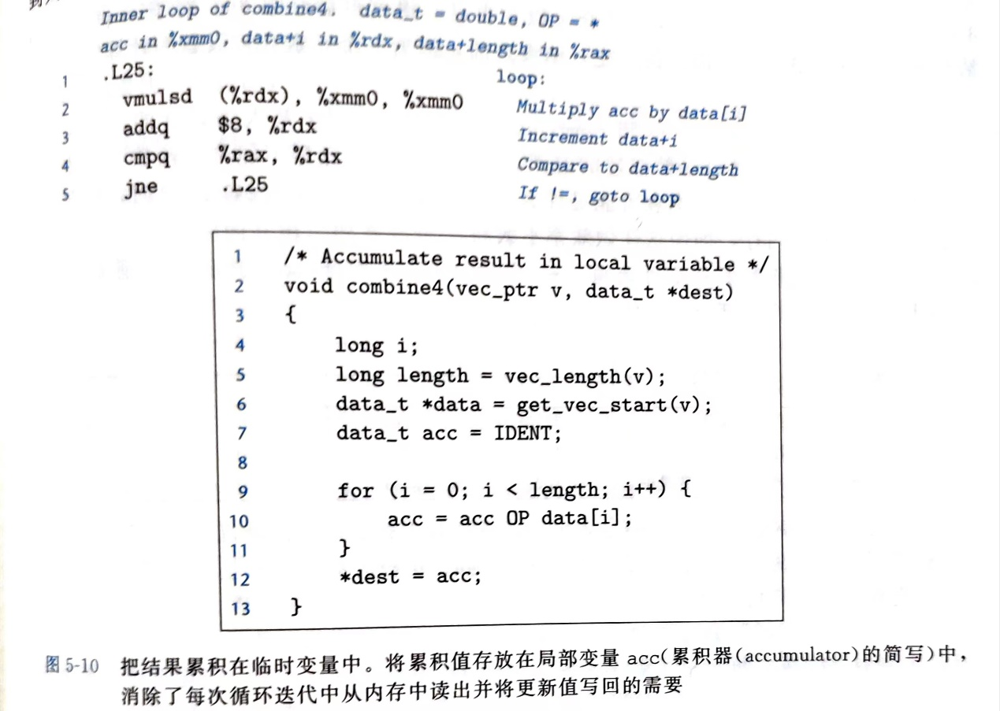 Inner loop of combine4. data_t = double, OP = *
acc in %xmm0, data+i in %rdx, data+length in %rax
1 .L25: loop:
2 vmulsd (%rdx), %xmm0, %xmm0 Multiply acc by data[i]
3 addq $8, %rdx Increment data+i
4 cmpq %rax, %rdx Compare to data+length
5 jne .L25 If !=, goto loop
1 /* Accumulate result in local variable */
2 void combine4(vec_ptr v, data_t *dest)
3 {
4 long i;
5 long length = vec_length(v);
6 data_t *data = get_vec_start(v);
7 data_t acc = IDENT;
8
9 for (i = 0; i < length; i++) {
10 acc = acc OP data[i];
11 }
12 *dest = acc;
13 }
图 5-10 把结果累积在临时变量中。将累积值存放在局部变量 acc(累积器(accumulator)的简写)中,
消除了每次循环迭代中从内存中读出并将更新值写回的需要